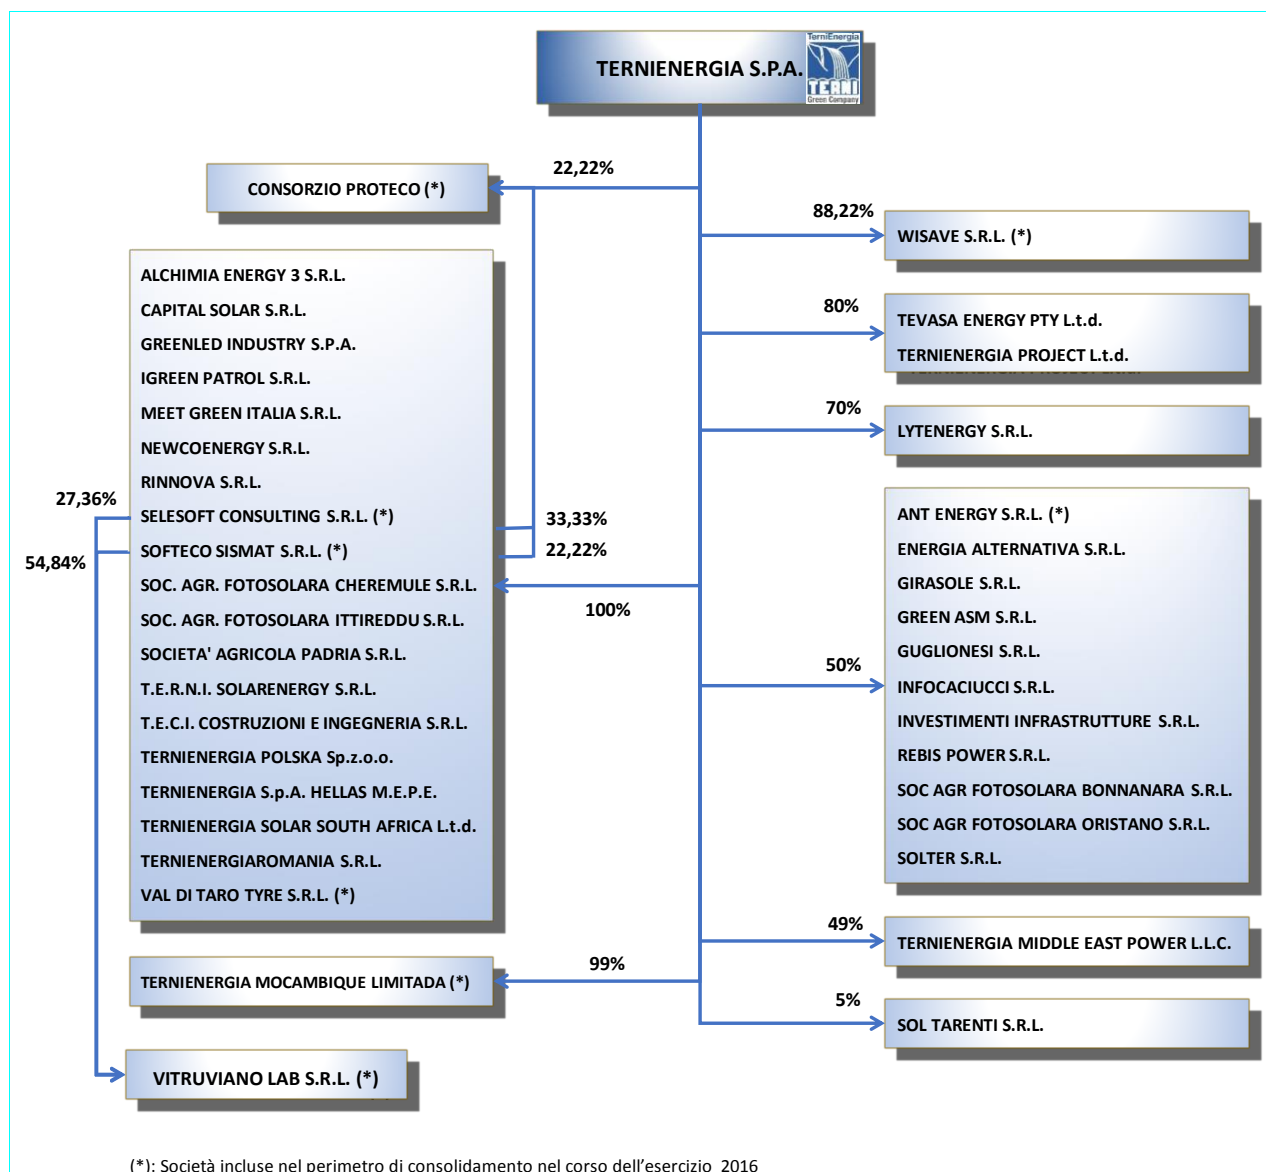 TERNIENERGIA S.P.A.
TerniEnergia
TERNI
Green Company
22,22%
CONSORZIO PROTECO (*)
88,22%
WISAVE S.R.L. (*)
80%
TEVASA ENERGY PTY L.t.d.
TERNIENERGIA PROJECT L.t.d.
70%
LYTENERGY S.R.L.
ALCHIMIA ENERGY 3 S.R.L.
CAPITAL SOLAR S.R.L.
GREENLED INDUSTRY S.P.A.
IGREEN PATROL S.R.L.
MEET GREEN ITALIA S.R.L.
NEWCOENERGY S.R.L.
RINNOVA S.R.L.
SELESOFT CONSULTING S.R.L. (*)
SOFTECO SISMAT S.R.L. (*)
SOC. AGR. FOTOSOLARA CHEREMULE S.R.L.
SOC. AGR. FOTOSOLARA ITTIREDDU S.R.L.
SOCIETA' AGRICOLA PADRIA S.R.L.
T.E.R.N.I. SOLARENERGY S.R.L.
T.E.C.I. COSTRUZIONI E INGEGNERIA S.R.L.
TERNIENERGIA POLSKA Sp.z.o.o.
TERNIENERGIA S.p.A. HELLAS M.E.P.E.
TERNIENERGIA SOLAR SOUTH AFRICA L.t.d.
TERNIENERGIAROMANIA S.R.L.
VAL DI TARO TYRE S.R.L. (*)
27,36%
54,84%
33,33%
22,22%
100%
50%
ANT ENERGY S.R.L. (*)
ENERGIA ALTERNATIVA S.R.L.
GIRASOLE S.R.L.
GREEN ASM S.R.L.
GUGLIONESI S.R.L.
INFOCACIUCCI S.R.L.
INVESTIMENTI INFRASTRUTTURE S.R.L.
REBIS POWER S.R.L.
SOC AGR FOTOSOLARA BONNANARA S.R.L.
SOC AGR FOTOSOLARA ORISTANO S.R.L.
SOLTER S.R.L.
49%
TERNIENERGIA MIDDLE EAST POWER L.L.C.
99%
TERNIENERGIA MOCAMBIQUE LIMITADA (*)
5%
SOL TARENTI S.R.L.
VITRUVIANO LAB S.R.L. (*)
(*): Società incluse nel perimetro di consolidamento nel corso dell'esercizio 2016